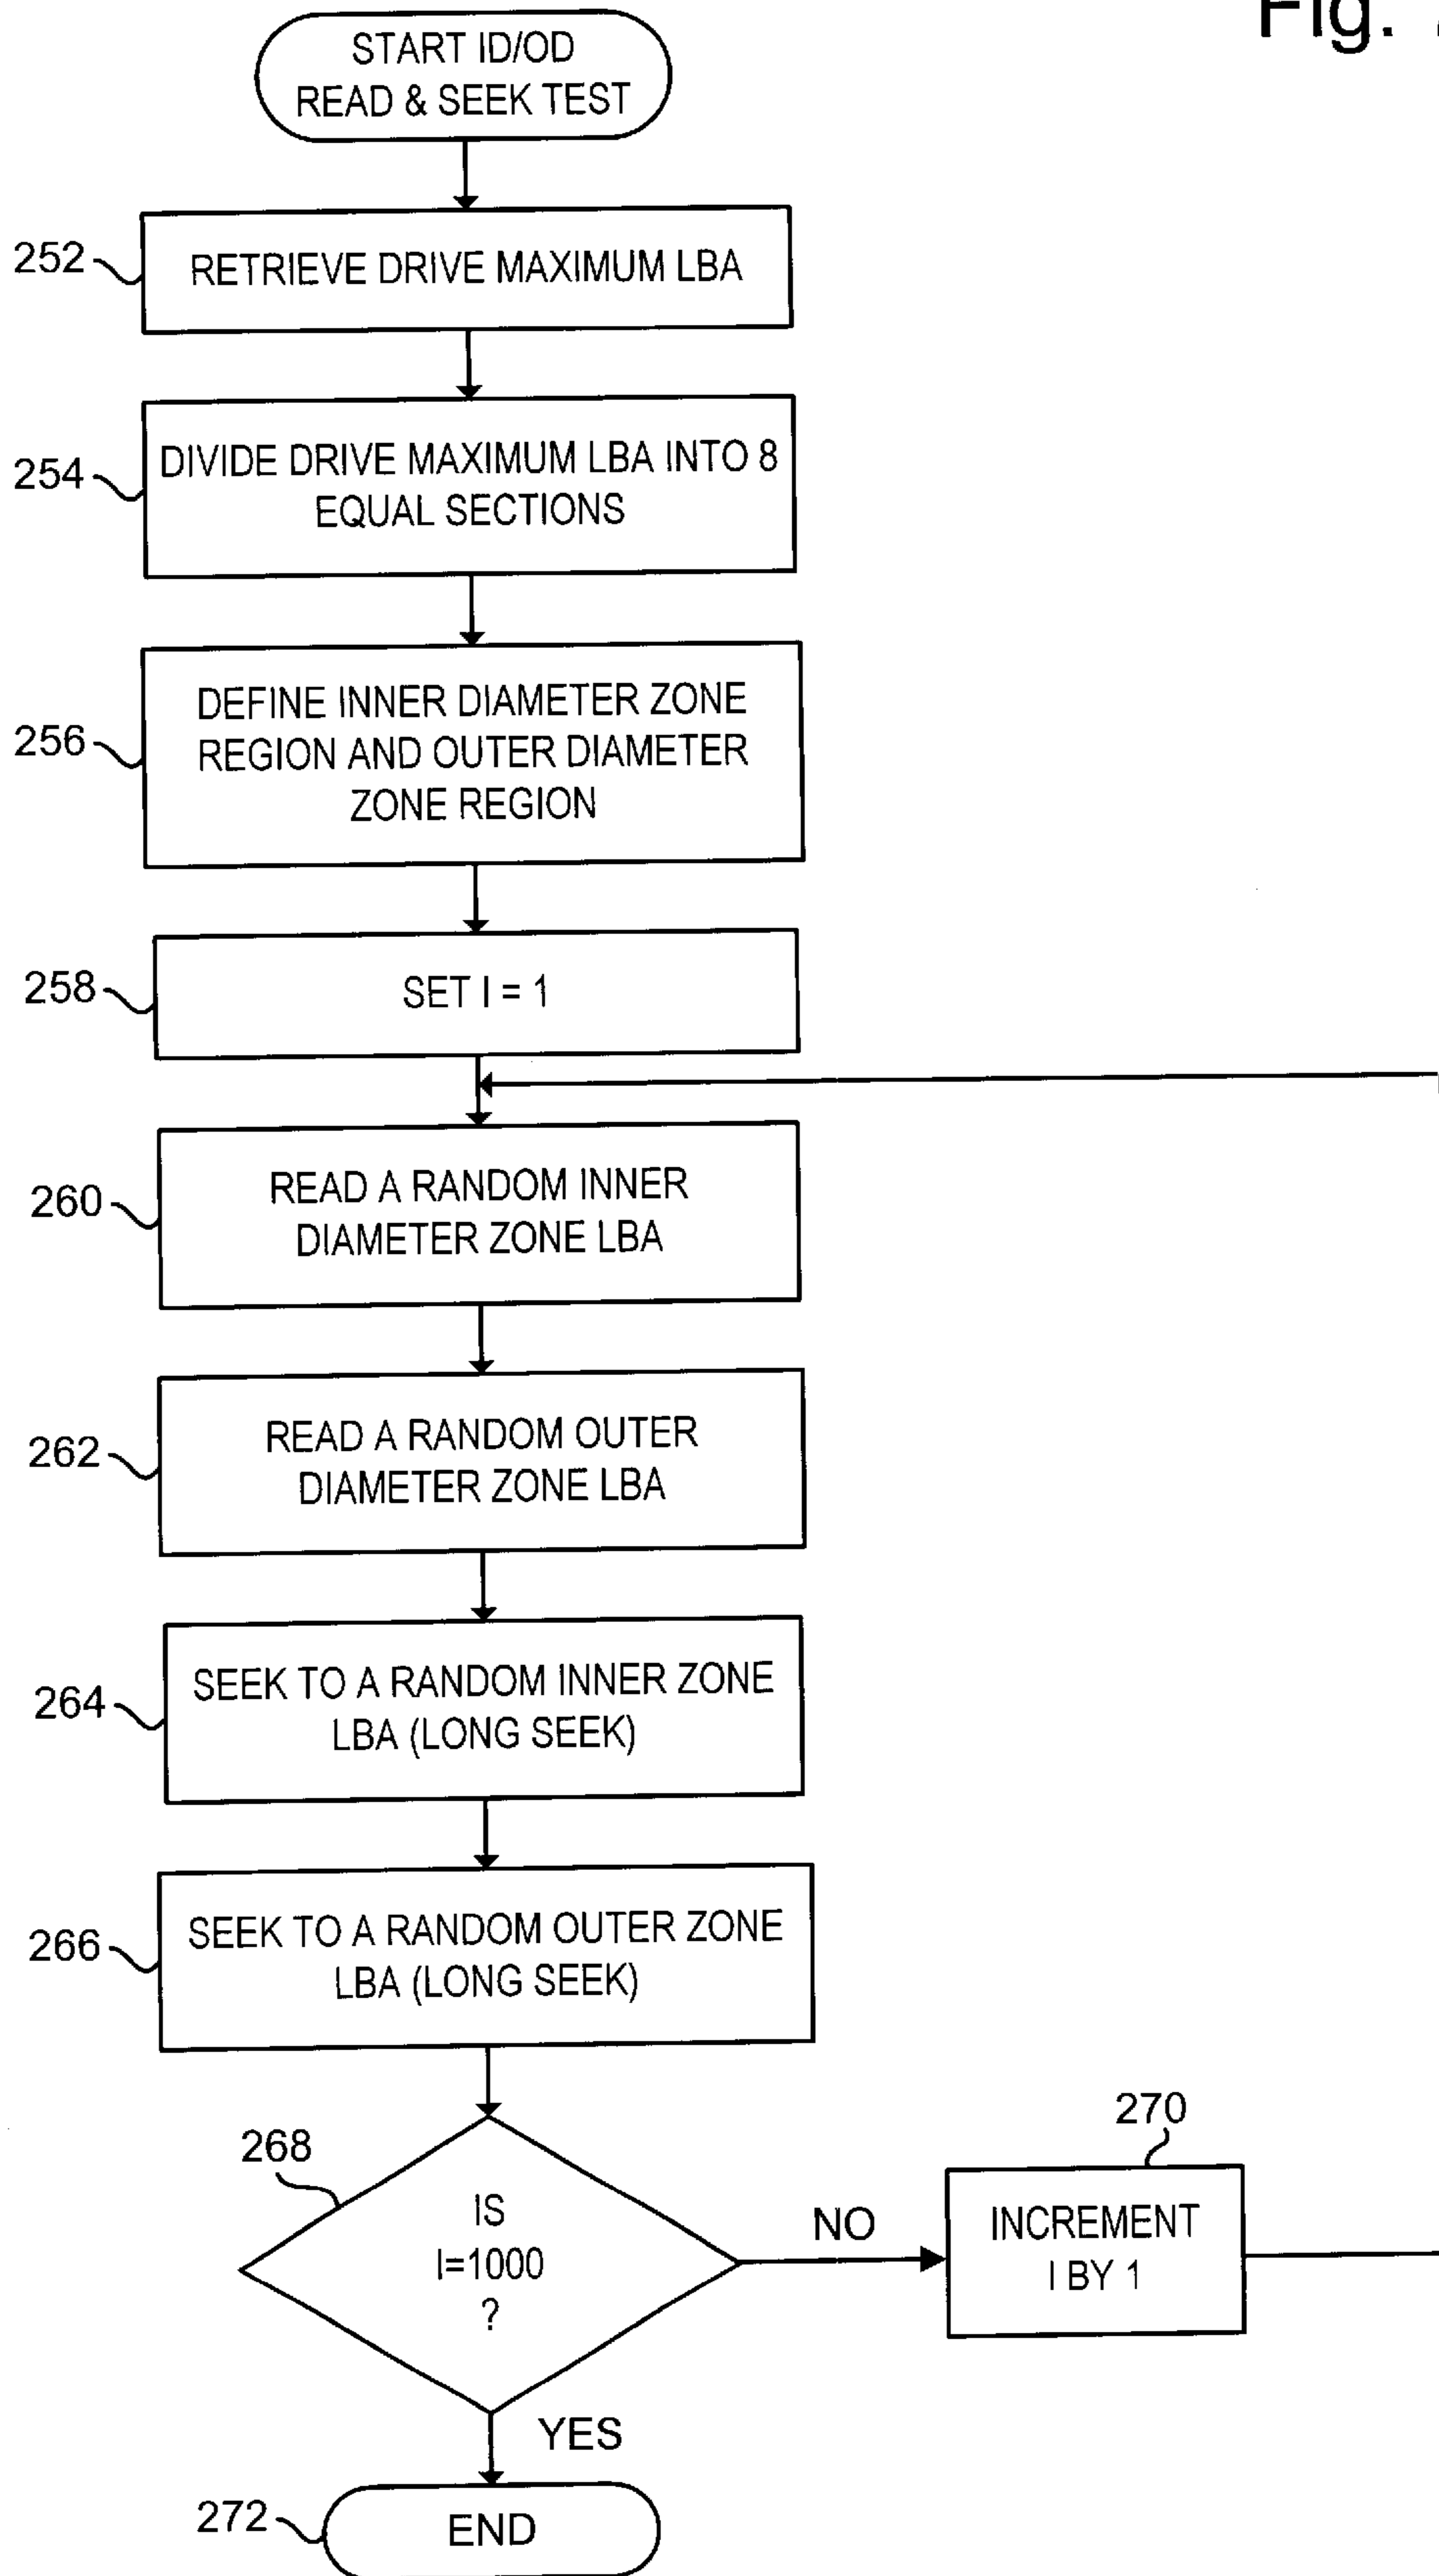 Fig.
START ID/OD
READ & SEEK TEST
252
RETRIEVE DRIVE MAXIMUM LBA
254
DIVIDE DRIVE MAXIMUM LBA INTO 8
EQUAL SECTIONS
256
DEFINE INNER DIAMETER ZONE
REGION AND OUTER DIAMETER
ZONE REGION
258
SET I = 1
260
READ A RANDOM INNER
DIAMETER ZONE LBA
262
READ A RANDOM OUTER
DIAMETER ZONE LBA
264
SEEK TO A RANDOM INNER ZONE
LBA (LONG SEEK)
266
SEEK TO A RANDOM OUTER ZONE
LBA (LONG SEEK)
268
IS
I=1000
?
NO
270
INCREMENT
I BY 1
YES
272
END